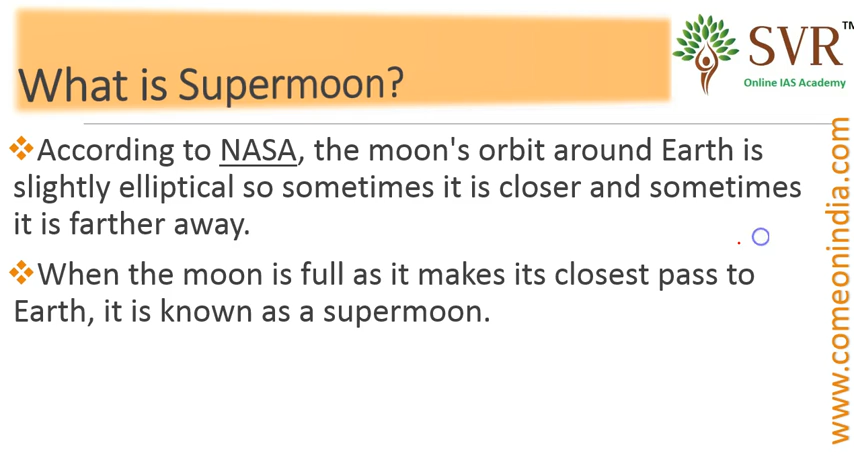 What is Supermoon?
SVR™
Online IAS Academy
❖According to NASA, the moon's orbit around Earth is
slightly elliptical so sometimes it is closer and sometimes
it is farther away.
❖When the moon is full as it makes its closest pass to
Earth, it is known as a supermoon.
www.comeonindia.com